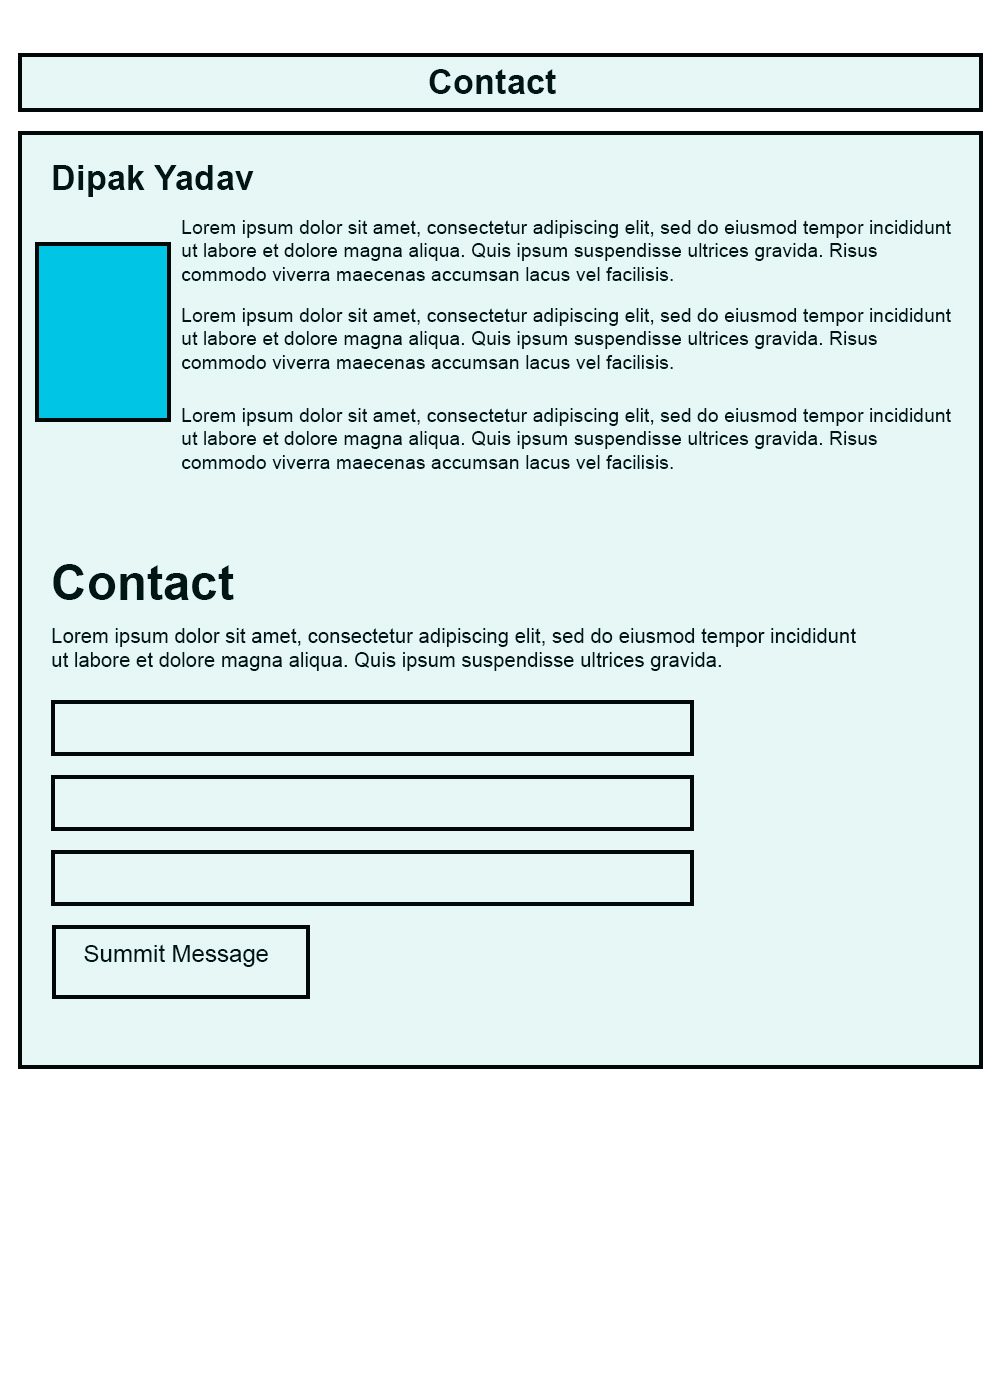 Contact
Dipak Yadav
Lorem ipsum dolor sit amet, consectetur adipiscing elit, sed do eiusmod tempor incididunt
ut labore et dolore magna aliqua. Quis ipsum suspendisse ultrices gravida. Risus
commodo viverra maecenas accumsan lacus vel facilisis.
Lorem ipsum dolor sit amet, consectetur adipiscing elit, sed do eiusmod tempor incididunt
ut labore et dolore magna aliqua. Quis ipsum suspendisse ultrices gravida. Risus
commodo viverra maecenas accumsan lacus vel facilisis.
Lorem ipsum dolor sit amet, consectetur adipiscing elit, sed do eiusmod tempor incididunt
ut labore et dolore magna aliqua. Quis ipsum suspendisse ultrices gravida. Risus
commodo viverra maecenas accumsan lacus vel facilisis.
Contact
Lorem ipsum dolor sit amet, consectetur adipiscing elit, sed do eiusmod tempor incididunt
ut labore et dolore magna aliqua. Quis ipsum suspendisse ultrices gravida.
Summit Message